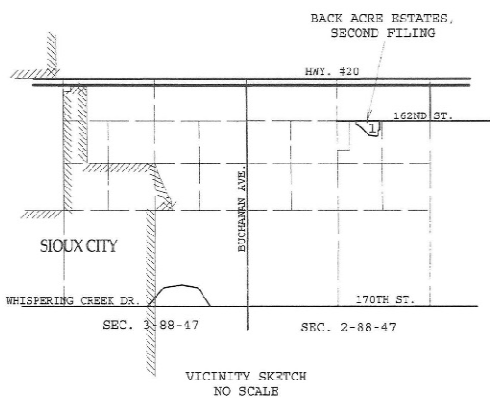 BACK ACRE ESTATES,
SECOND FILING
HWY. #20
162ND ST.
1
BUCHANAN AVE.
SIOUX CITY
WHISPERING CREEK DR.
170TH ST.
SEC. 3-88-47
SEC. 2-88-47
VICINITY SKETCH
NO SCALE